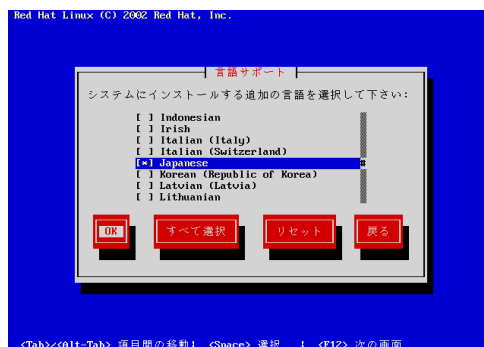 Red Hat Linux (C) 2002 Red Hat, Inc.
言語サポート
システムにインストールする追加の言語を選択して下さい:
[ ] Indonesian
[ ] Irish
[ ] Italian (Italy)
[ ] Italian (Switzerland)
[*] Japanese
[ ] Korean (Republic of Korea)
[ ] Latvian (Latvia)
[ ] Lithuanian
OK すべて選択 リセット 戻る
<Tab>/<Alt-Tab> 項目間の移動| <Space> 選択 | <F12> 次の画面